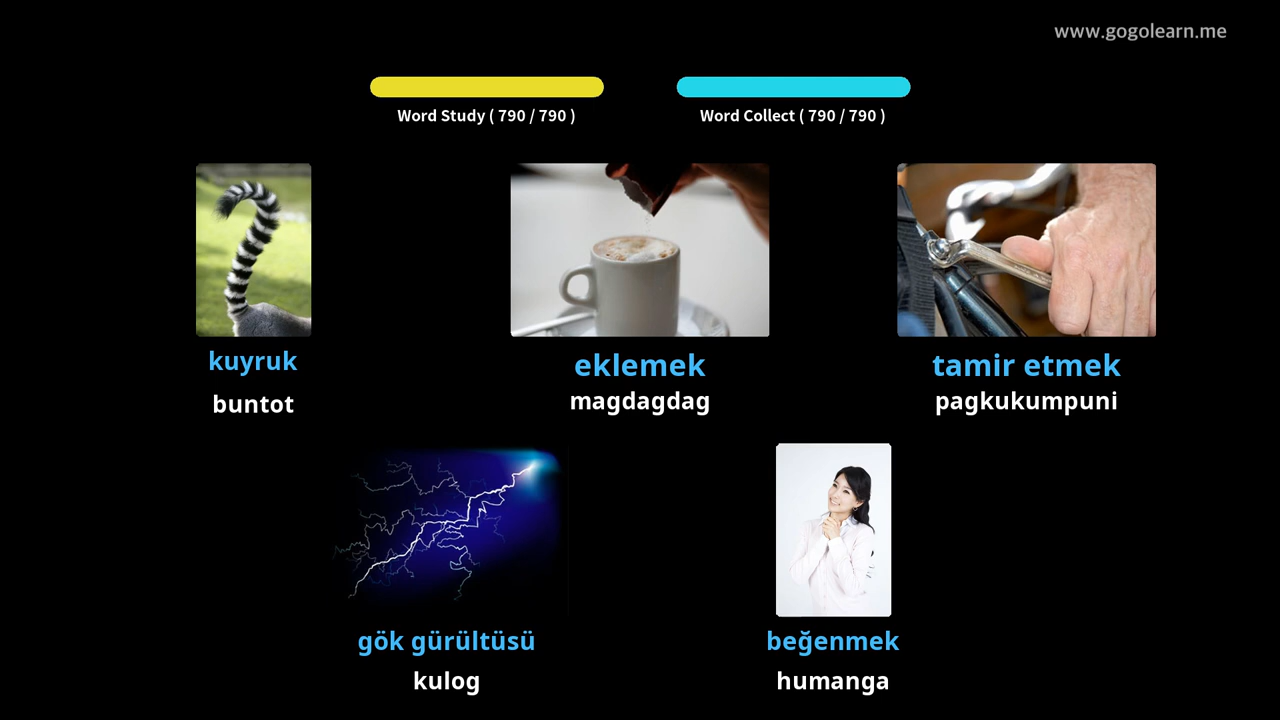 www.gogolearn.me
Word Study ( 790 / 790 )
Word Collect ( 790 / 790 )
kuyruk
buntot
eklemek
magdagdag
tamir etmek
pagkukumpuni
gök gürültüsü
kulog
beğenmek
humanga